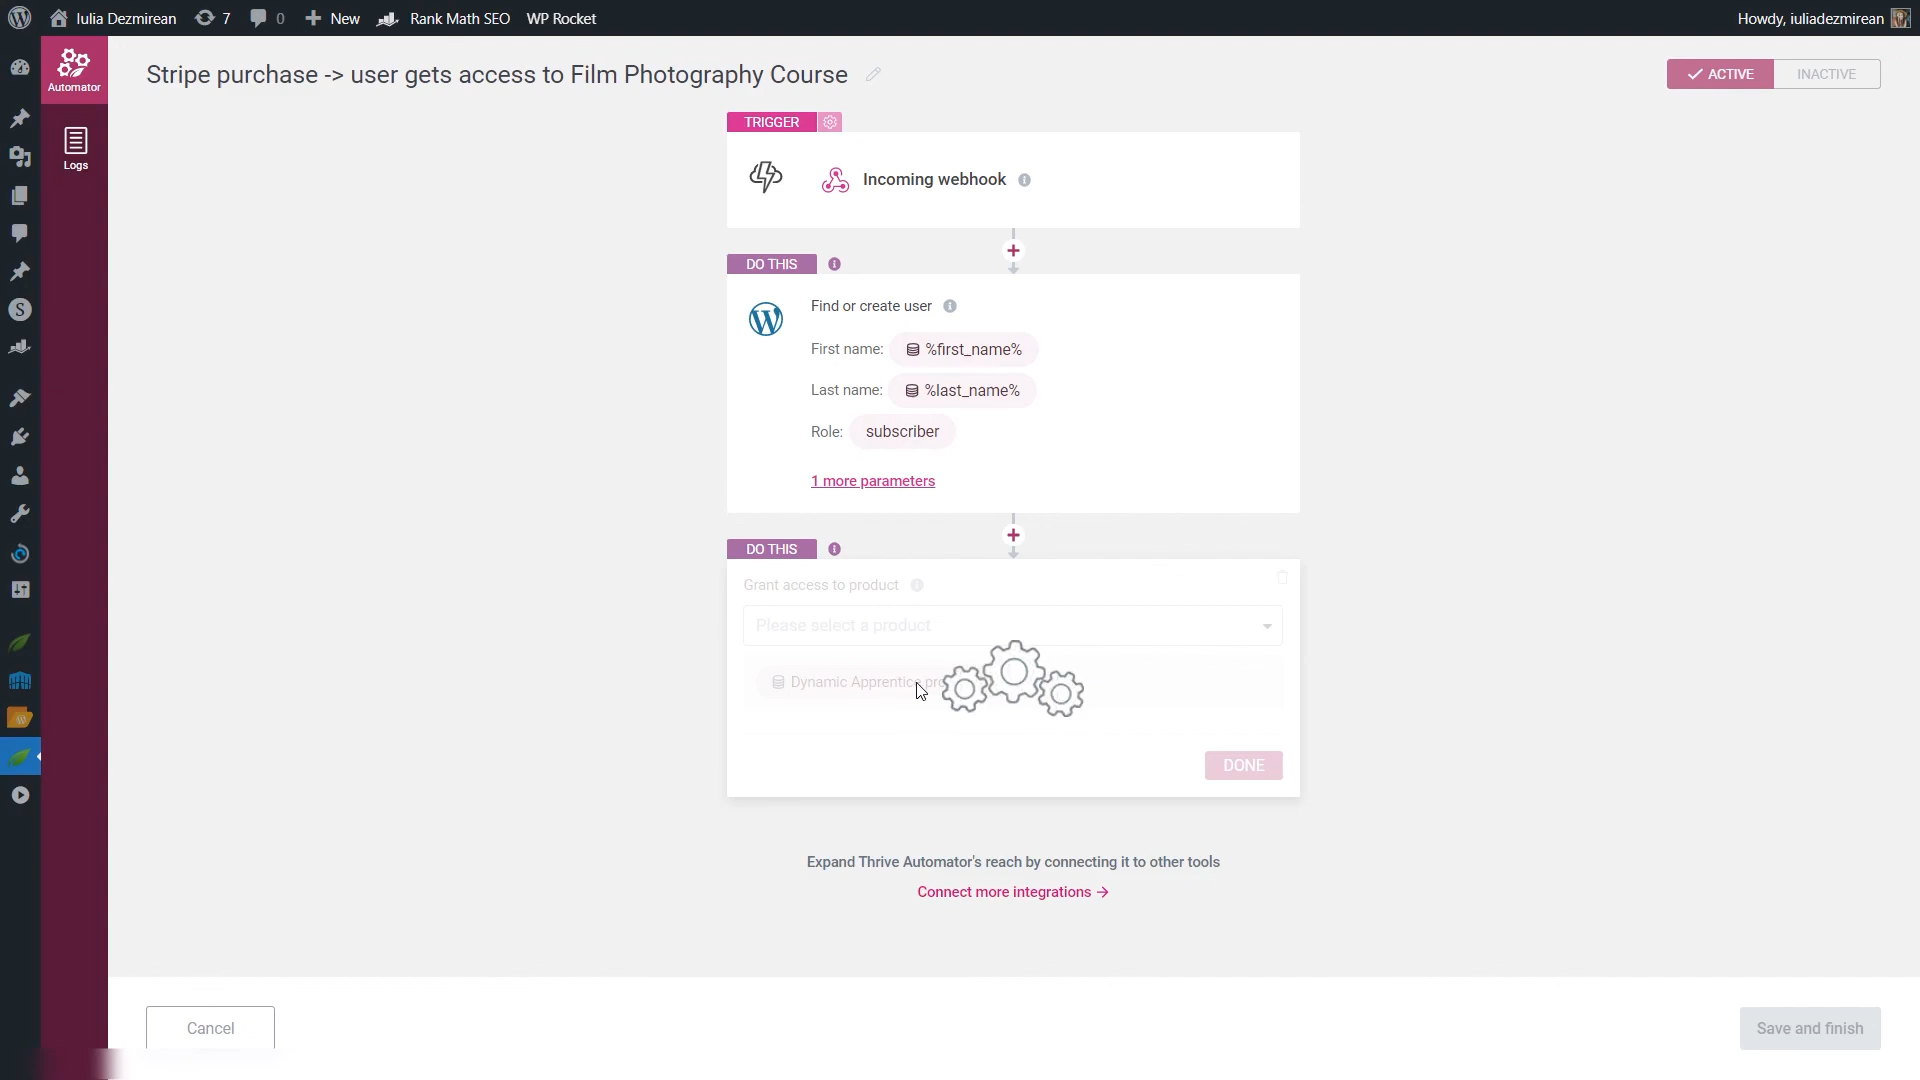 Iulia Dezmirean 7 0 New Rank Math SEO WP Rocket Howdy, iuliadezmirean
Automator
Logs
Stripe purchase -> user gets access to Film Photography Course
ACTIVE INACTIVE
TRIGGER
Incoming webhook
DO THIS
Find or create user
First name: %first_name%
Last name: %last_name%
Role: subscriber
1 more parameters
DO THIS
Grant access to product
Please select a product
Dynamic Apprentice
DONE
Expand Thrive Automator's reach by connecting it to other tools
Connect more integrations →
Cancel Save and finish